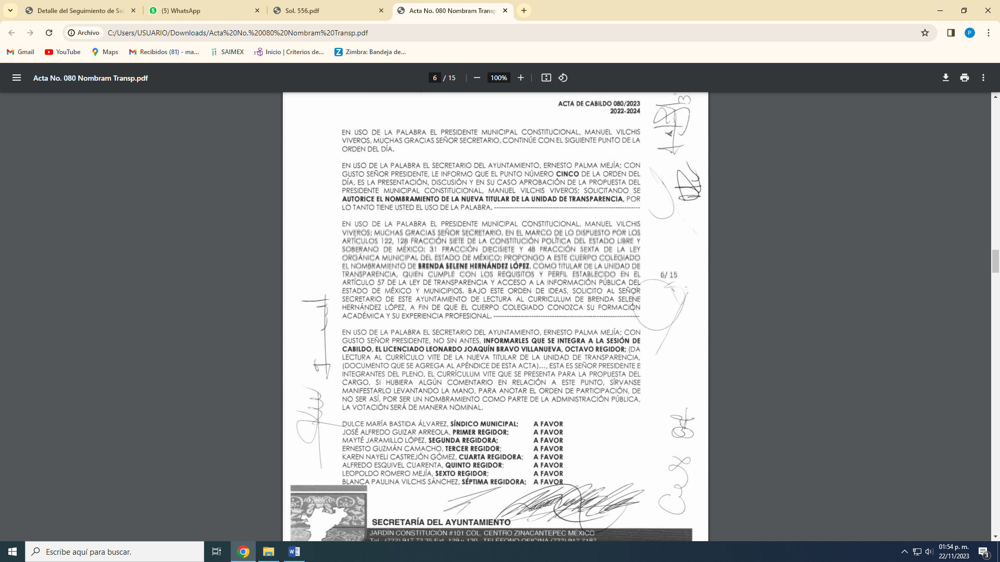 Detalle del Seguimiento de Sol
(5) WhatsApp
Sol. 556.pdf
Acta No. 080 Nombram Transp
Archivo
C:/Users/USUARIO/Downloads/Acta%20No.%20080%20Nombram%20Transp.pdf
P
Gmail
YouTube
Maps
Recibidos (81) - ma...
SAIMEX
Inicio | Criterios de...
Zimbra: Bandeja de...
Acta No. 080 Nombram Transp.pdf
6 / 15
100%
ACTA DE CABILDO 080/2023
2022-2024
EN USO DE LA PALABRA EL PRESIDENTE MUNICIPAL CONSTITUCIONAL, MANUEL VILCHIS
VIVEROS, MUCHAS GRACIAS SEÑOR SECRETARIO, CONTINÚE CON EL SIGUIENTE PUNTO DE LA
ORDEN DEL DÍA.
EN USO DE LA PALABRA EL SECRETARIO DEL AYUNTAMIENTO, ERNESTO PALMA MEJÍA; CON
GUSTO SEÑOR PRESIDENTE, LE INFORMO QUE EL PUNTO NÚMERO CINCO DE LA ORDEN DEL
DÍA, ES LA PRESENTACIÓN, DISCUSIÓN Y EN SU CASO APROBACIÓN DE LA PROPUESTA DEL
PRESIDENTE MUNICIPAL CONSTITUCIONAL, MANUEL VILCHIS VIVEROS; SOLICITANDO SE
AUTORICE EL NOMBRAMIENTO DE LA NUEVA TITULAR DE LA UNIDAD DE TRANSPARENCIA, POR
LO TANTO TIENE USTED EL USO DE LA PALABRA. ----------------------------------------------------------------
EN USO DE LA PALABRA EL PRESIDENTE MUNICIPAL CONSTITUCIONAL, MANUEL VILCHIS
VIVEROS; MUCHAS GRACIAS SEÑOR SECRETARIO, EN EL MARCO DE LO DISPUESTO POR LOS
ARTÍCULOS 122, 128 FRACCIÓN SIETE DE LA CONSTITUCIÓN POLÍTICA DEL ESTADO LIBRE Y
SOBERANO DE MÉXICO; 31 FRACCIÓN DIECISIETE Y 48 FRACCIÓN SEXTA DE LA LEY
ORGÁNICA MUNICIPAL DEL ESTADO DE MÉXICO; PROPONGO A ESTE CUERPO COLEGIADO
EL NOMBRAMIENTO DE BRENDA SELENE HERNÁNDEZ LÓPEZ, COMO TITULAR DE LA UNIDAD DE
TRANSPARENCIA, QUIEN CUMPLE CON LOS REQUISITOS Y PERFIL ESTABLECIDO EN EL
ARTÍCULO 57 DE LA LEY DE TRANSPARENCIA Y ACCESO A LA INFORMACIÓN PÚBLICA DEL
ESTADO DE MÉXICO Y MUNICIPIOS. BAJO ESTE ORDEN DE IDEAS, SOLICITO AL SEÑOR
SECRETARIO DE ESTE AYUNTAMIENTO DE LECTURA AL CURRICULUM DE BRENDA SELENE
HERNÁNDEZ LÓPEZ, A FIN DE QUE EL CUERPO COLEGIADO CONOZCA SU FORMACIÓN
ACADÉMICA Y SU EXPERIENCIA PROFESIONAL. ----------------------------------------------------------------
6/ 15
EN USO DE LA PALABRA EL SECRETARIO DEL AYUNTAMIENTO, ERNESTO PALMA MEJÍA; CON
GUSTO SEÑOR PRESIDENTE, NO SIN ANTES, INFORMARLES QUE SE INTEGRA A LA SESIÓN DE
CABILDO, EL LICENCIADO LEONARDO JOAQUÍN BRAVO VILLANUEVA, OCTAVO REGIDOR; (DA
LECTURA AL CURRÍCULO VITE DE LA NUEVA TITULAR DE LA UNIDAD DE TRANSPARENCIA,
(DOCUMENTO QUE SE AGREGA AL APÉNDICE DE ESTA ACTA)..., ESTA ES SEÑOR PRESIDENTE E
INTEGRANTES DEL PLENO, EL CURRÍCULUM VITE QUE SE PRESENTA PARA LA PROPUESTA DEL
CARGO, SI HUBIERA ALGÚN COMENTARIO EN RELACIÓN A ESTE PUNTO, SÍRVANSE
MANIFESTARLO LEVANTANDO LA MANO, PARA ANOTAR EL ORDEN DE PARTICIPACIÓN, DE
NO SER ASÍ, POR SER UN NOMBRAMIENTO COMO PARTE DE LA ADMINISTRACIÓN PÚBLICA,
LA VOTACIÓN SERÁ DE MANERA NOMINAL.
DULCE MARÍA BASTIDA ÁLVAREZ, SÍNDICO MUNICIPAL; A FAVOR
JOSÉ ALFREDO GUIZAR ARREOLA, PRIMER REGIDOR; A FAVOR
MAYTÉ JARAMILLO LÓPEZ, SEGUNDA REGIDORA; A FAVOR
ERNESTO GUZMÁN CAMACHO, TERCER REGIDOR; A FAVOR
KAREN NAYELI CASTREJÓN GÓMEZ, CUARTA REGIDORA; A FAVOR
ALFREDO ESQUIVEL CUARENTA, QUINTO REGIDOR; A FAVOR
LEOPOLDO ROMERO MEJÍA, SEXTO REGIDOR; A FAVOR
BLANCA PAULINA VILCHIS SÁNCHEZ, SÉPTIMA REGIDORA; A FAVOR
SECRETARÍA DEL AYUNTAMIENTO
JARDÍN CONSTITUCIÓN #101 COL. CENTRO ZINACANTEPEC MÉXICO
Escribe aquí para buscar.
01:54 p. m.
22/11/2023
3